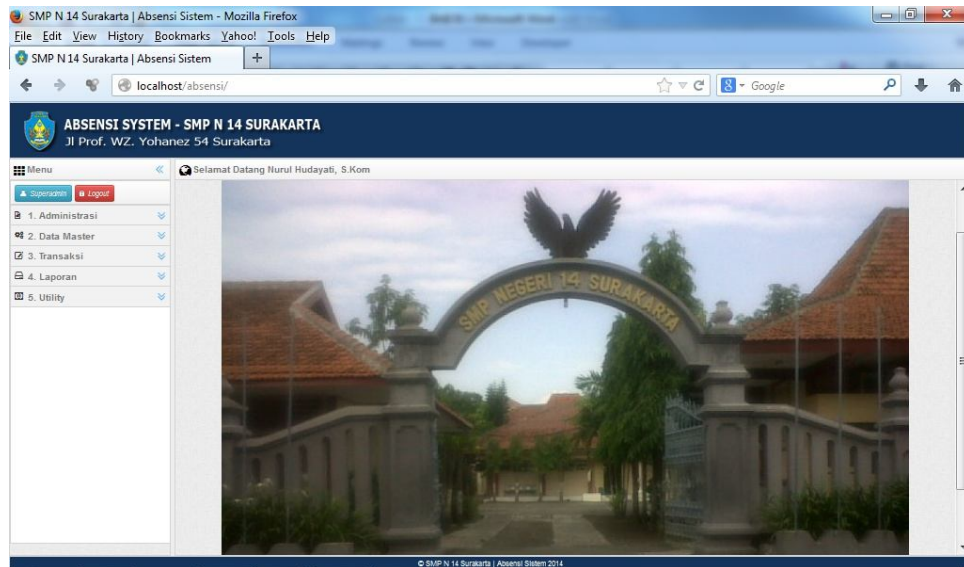 SMP N 14 Surakarta | Absensi Sistem - Mozilla Firefox
File Edit View History Bookmarks Yahoo! Tools Help
SMP N 14 Surakarta | Absensi Sistem
localhost/absensi/
Google
ABSENSI SYSTEM - SMP N 14 SURAKARTA
Jl Prof. WZ. Yohanez 54 Surakarta
Menu
Selamat Datang Nurul Hudayati, S.Kom
Superadmin Logout
1. Administrasi
2. Data Master
3. Transaksi
4. Laporan
5. Utility
SMP NEGERI 14 SURAKARTA
© SMP N 14 Surakarta | Absensi Sistem 2014